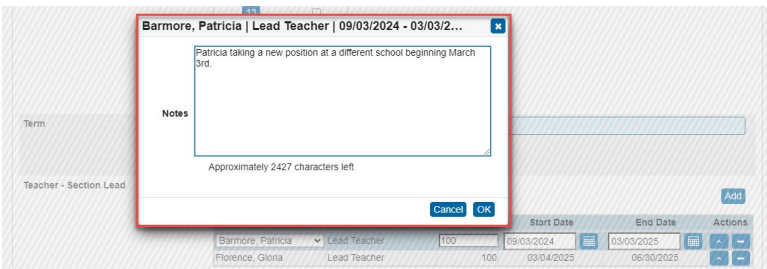 13
Barmore, Patricia | Lead Teacher | 09/03/2024 - 03/03/2...
Patricia taking a new position at a different school beginning March
3rd.
Notes
Term
Approximately 2427 characters left
Teacher - Section Lead
Add
Cancel OK
Start Date End Date Actions
Barmore, Patricia Lead Teacher 100 09/03/2024 03/03/2025
Florence, Gloria Lead Teacher 100 03/04/2025 06/30/2025